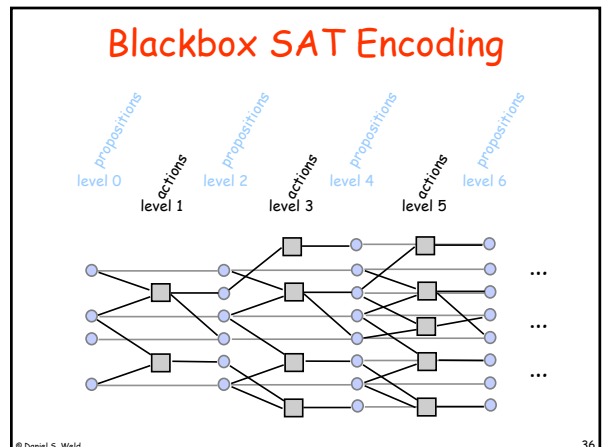 Blackbox SAT Encoding
propositions
propositions
propositions
propositions
actions
actions
actions
level 0
level 2
level 4
level 6
level 1
level 3
level 5
...
...
...
© Daniel S. Weld
36